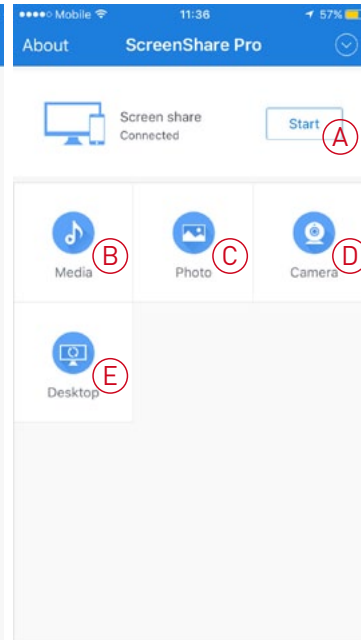 Mobile 11:36 57%
About ScreenShare Pro
Screen share
Connected
Start
A
B
C
D
Media
Photo
Camera
E
Desktop